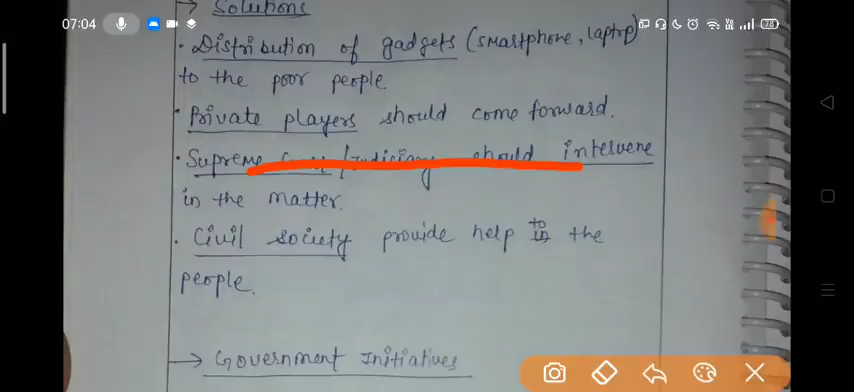 → Solutions
07:04
78
· Distribution of gadgets (smartphone, laptop)
to the poor people.
· Private players should come forward.
· Supreme Court/Judiciary should intervene
in the matter.
· Civil society provide help to the
people.
→ Government Initiatives